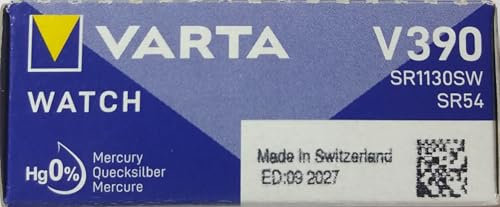 VARTA
V390
SR1130SW
SR54
WATCH
Hg0%
Mercury
Quecksilber
Mercure
Made In Switzerland
ED:09 2027